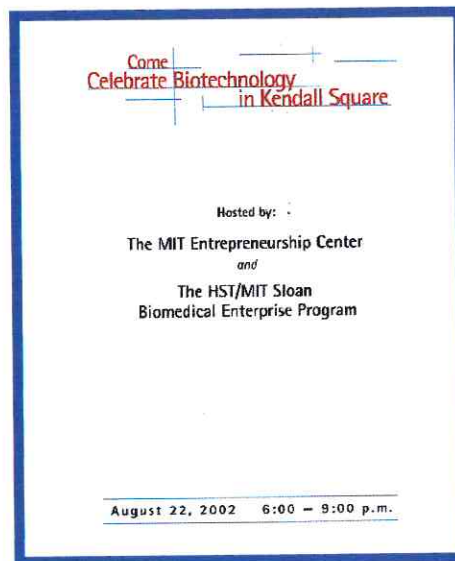 Come
Celebrate Biotechnology
in Kendall Square
Hosted by:
The MIT Entrepreneurship Center
and
The HST/MIT Sloan
Biomedical Enterprise Program
August 22, 2002 6:00 – 9:00 p.m.